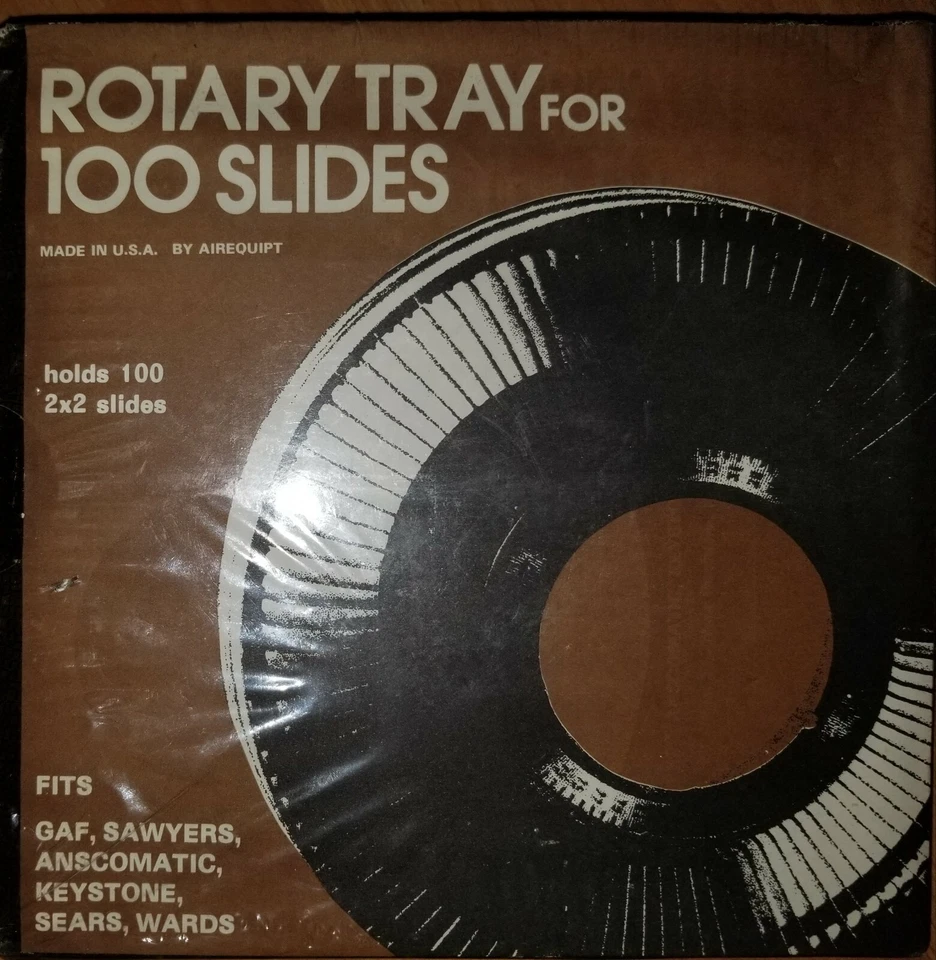 ROTARY TRAY FOR
100 SLIDES
MADE IN U.S.A. BY AIREQUIPT
holds 100
2x2 slides
FITS
GAF, SAWYERS,
ANSCOMATIC,
KEYSTONE,
SEARS, WARDS